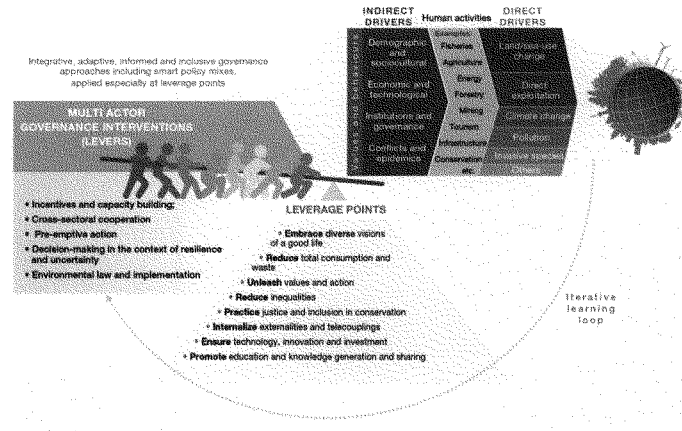 INDIRECT
DRIVERS
Human activities
DIRECT
DRIVERS
Examples:
Fisheries
Agriculture
Energy
Forestry
Mining
Tourism
Infrastructure
Conservation
etc.
Demographic
and
sociocultural
Economic and
technological
Institutions and
governance
Conflicts and
epidemics
Land/sea-use
change
Direct
exploitation
Climate change
Pollution
Invasive species
Others
Integrative, adaptive, informed and inclusive governance
approaches including smart policy mixes,
applied especially at leverage points
MULTI ACTOR
GOVERNANCE INTERVENTIONS
(LEVERS)
• Incentives and capacity building;
• Cross-sectoral cooperation
• Pre-emptive action
• Decision-making in the context of resilience
and uncertainty
• Environmental law and implementation
LEVERAGE POINTS
• Embrace diverse visions
of a good life
• Reduce total consumption and
waste
• Unleash values and action
• Reduce inequalities
• Practice justice and inclusion in conservation
• Internalize externalities and telecouplings
• Ensure technology, innovation and investment
• Promote education and knowledge generation and sharing
Iterative
learning
loop